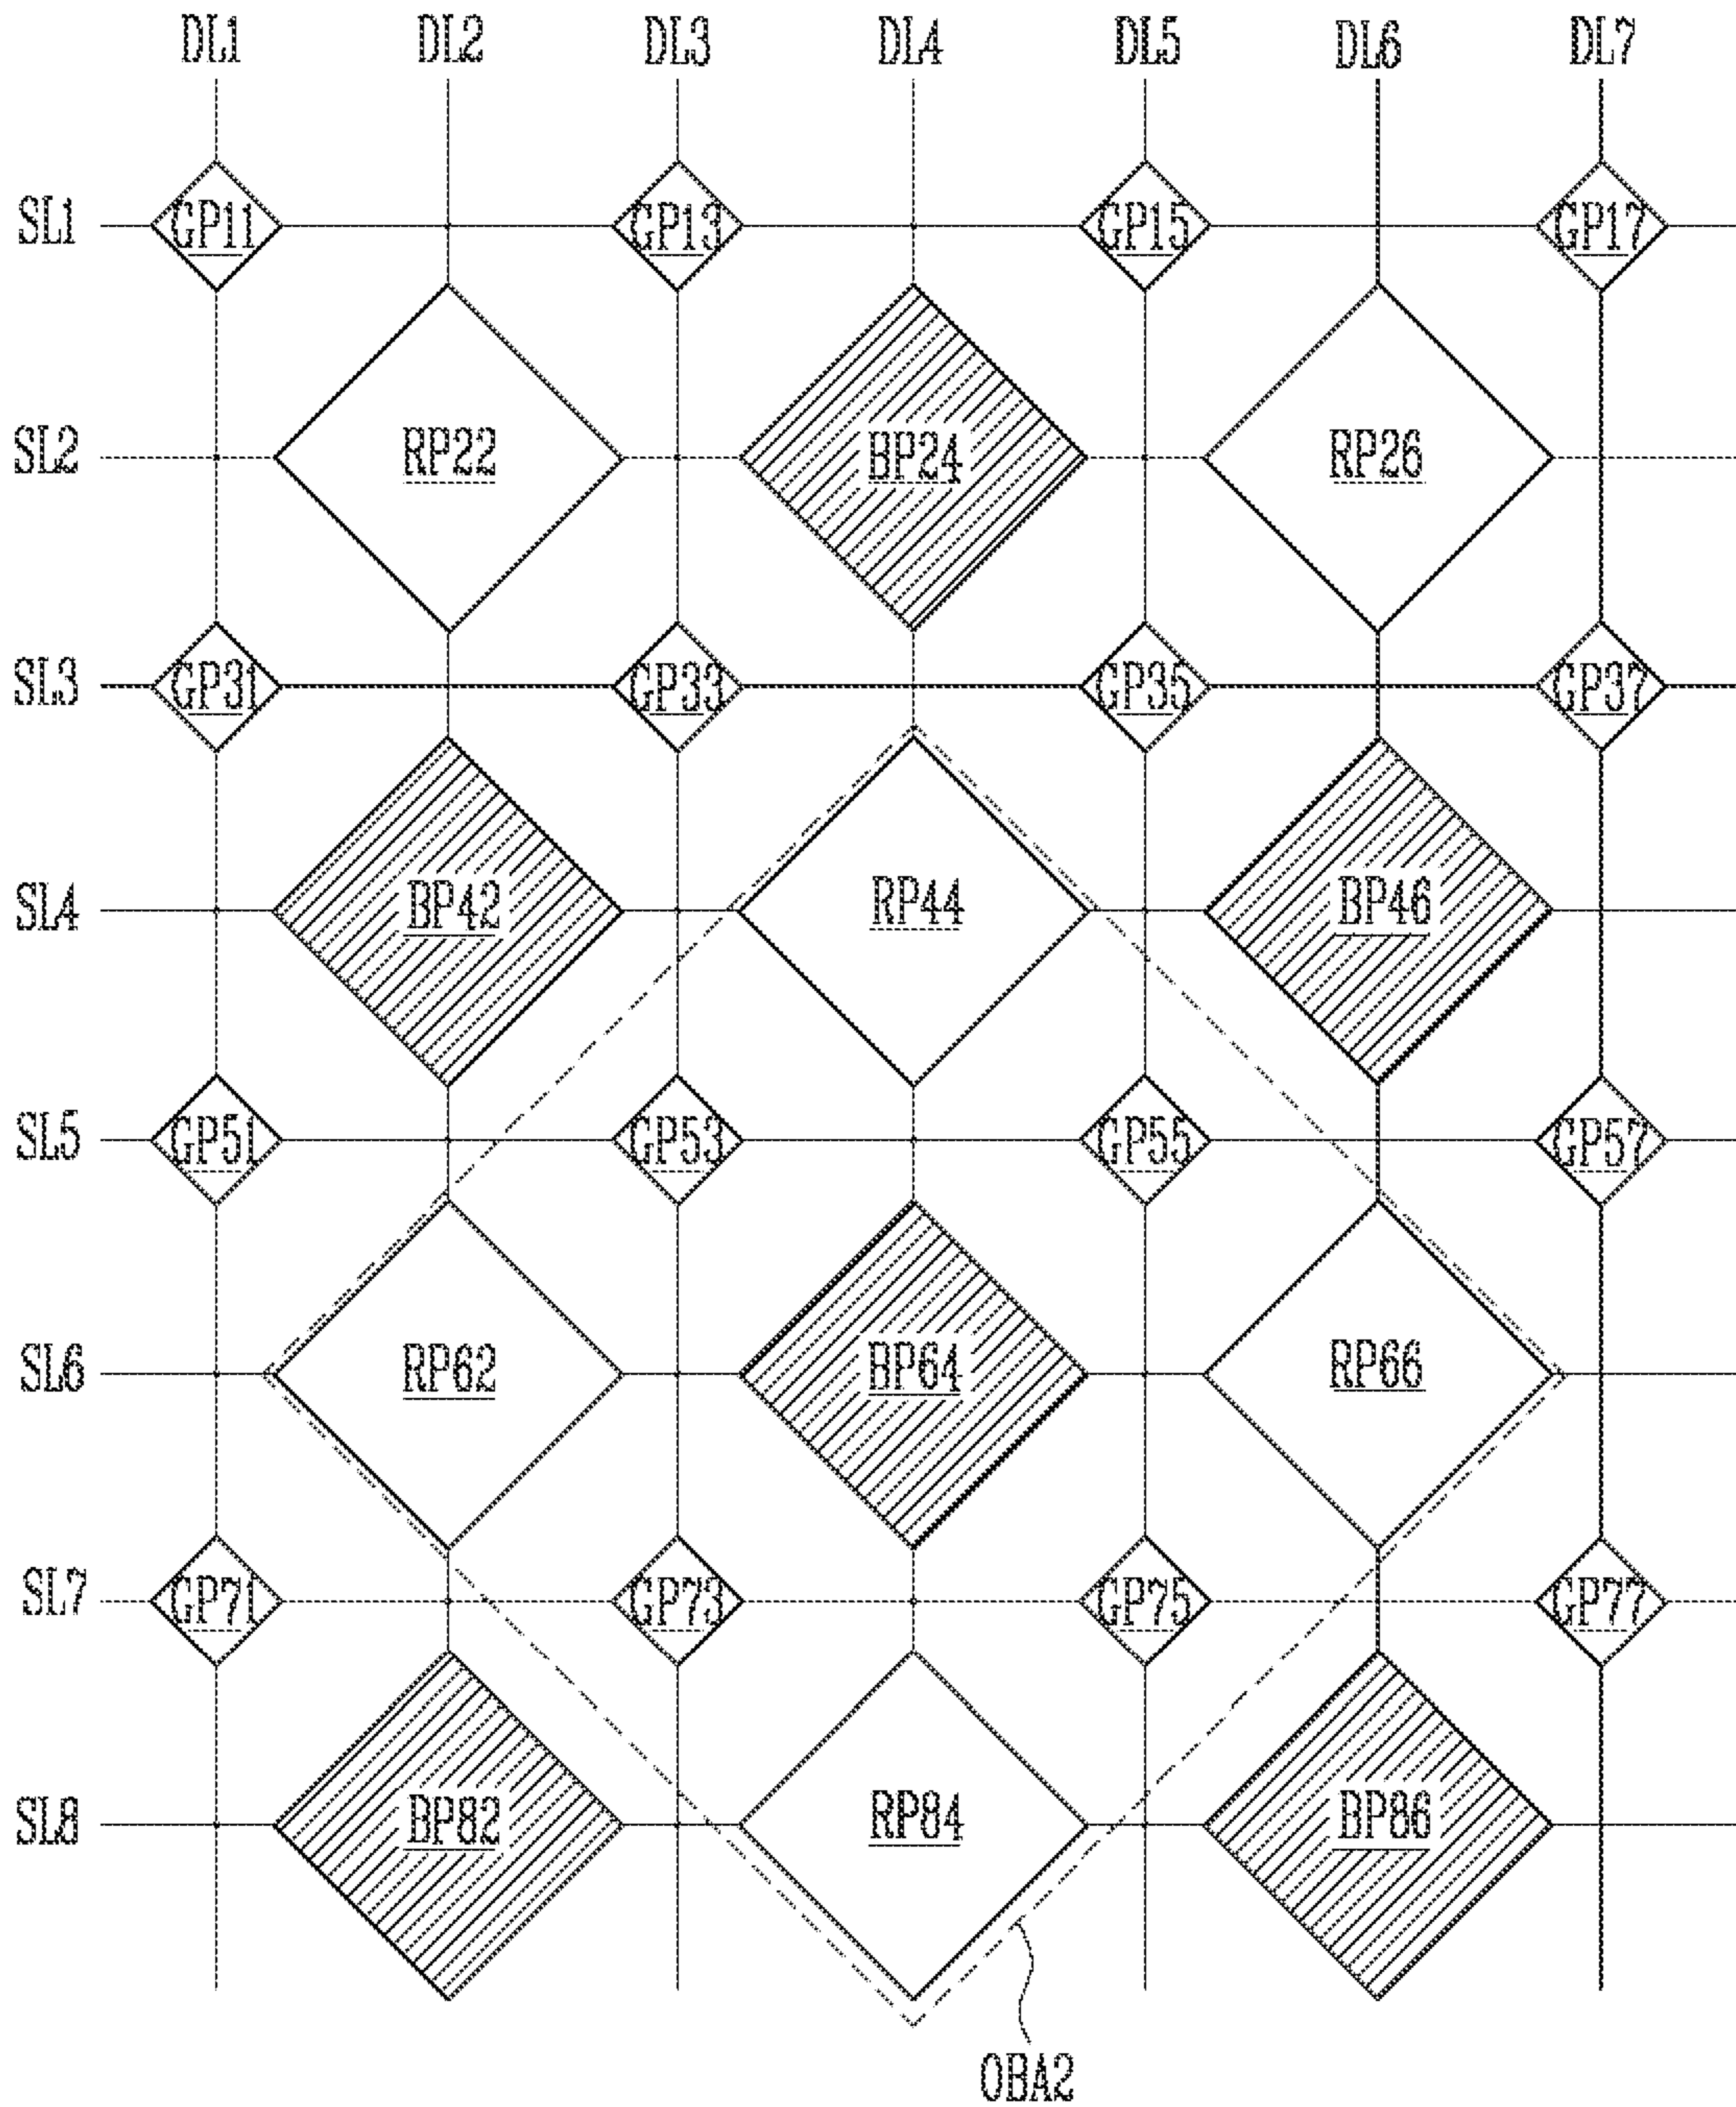 DL1 DL2 DL3 DL4 DL5 DL6 DL7
SL1 GP11 GP13 GP15 GP17
SL2 RP22 BP24 RP26
SL3 GP31 GP33 GP35 GP37
SL4 BP42 RP44 BP46
SL5 GP51 GP53 GP55 GP57
SL6 RP62 BP64 RP66
SL7 GP71 GP73 GP75 GP77
SL8 BP82 RP84 BP86
OBA2